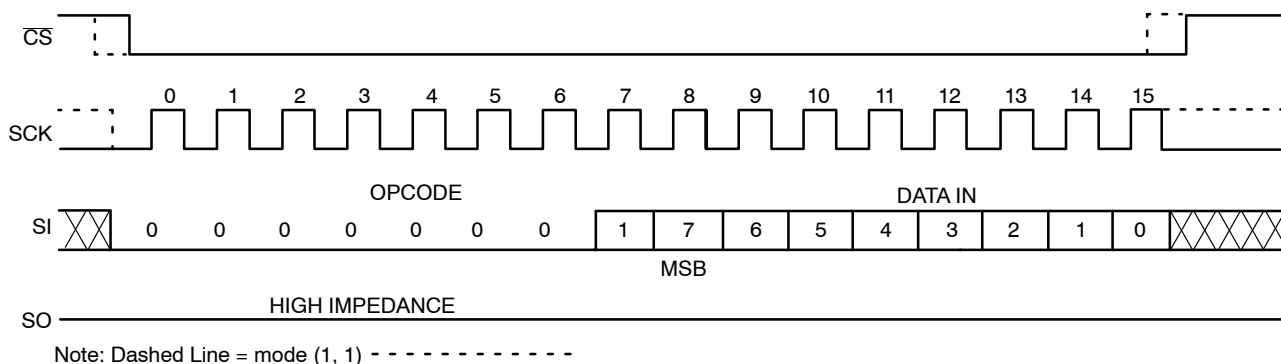 CS
0 1 2 3 4 5 6 7 8 9 10 11 12 13 14 15
SCK
OPCODE DATA IN
SI 0 0 0 0 0 0 0 1 7 6 5 4 3 2 1 0
MSB
HIGH IMPEDANCE
SO
Note: Dashed Line = mode (1, 1)